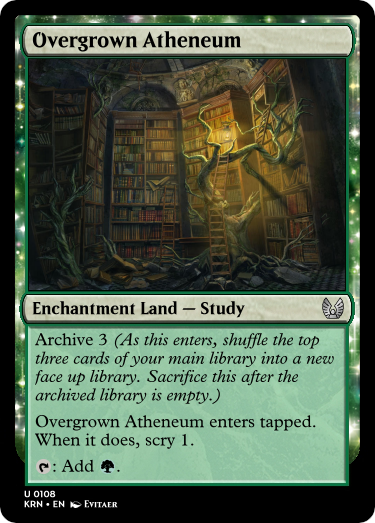 Overgrown Atheneum
Enchantment Land — Study
Archive 3 (As this enters, shuffle the top
three cards of your main library into a new
face up library. Sacrifice this after the
archived library is empty.)
Overgrown Atheneum enters tapped.
When it does, scry 1.
: Add .
U 0108
KRN • EN Evitaer